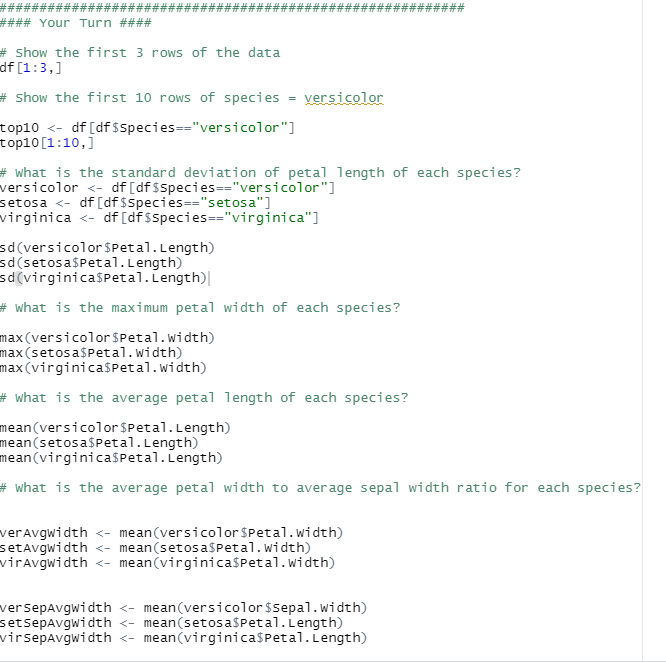 ##########################################################
#### Your Turn ####
# Show the first 3 rows of the data
df[1:3,]
# Show the first 10 rows of species = versicolor
top10 <- df[df$Species=="versicolor"]
top10[1:10,]
# What is the standard deviation of petal length of each species?
versicolor <- df[df$Species=="versicolor"]
setosa <- df[df$Species=="setosa"]
virginica <- df[df$Species=="virginica"]
sd(versicolor$Petal.Length)
sd(setosa$Petal.Length)
sd(virginica$Petal.Length)
# What is the maximum petal width of each species?
max(versicolor$Petal.Width)
max(setosa$Petal.Width)
max(virginica$Petal.Width)
# What is the average petal length of each species?
mean(versicolor$Petal.Length)
mean(setosa$Petal.Length)
mean(virginica$Petal.Length)
# What is the average petal width to average sepal width ratio for each species?
verAvgWidth <- mean(versicolor$Petal.Width)
setAvgWidth <- mean(setosa$Petal.Width)
virAvgWidth <- mean(virginica$Petal.Width)
verSepAvgWidth <- mean(versicolor$Sepal.Width)
setSepAvgWidth <- mean(setosa$Petal.Length)
virSepAvgWidth <- mean(virginica$Petal.Length)